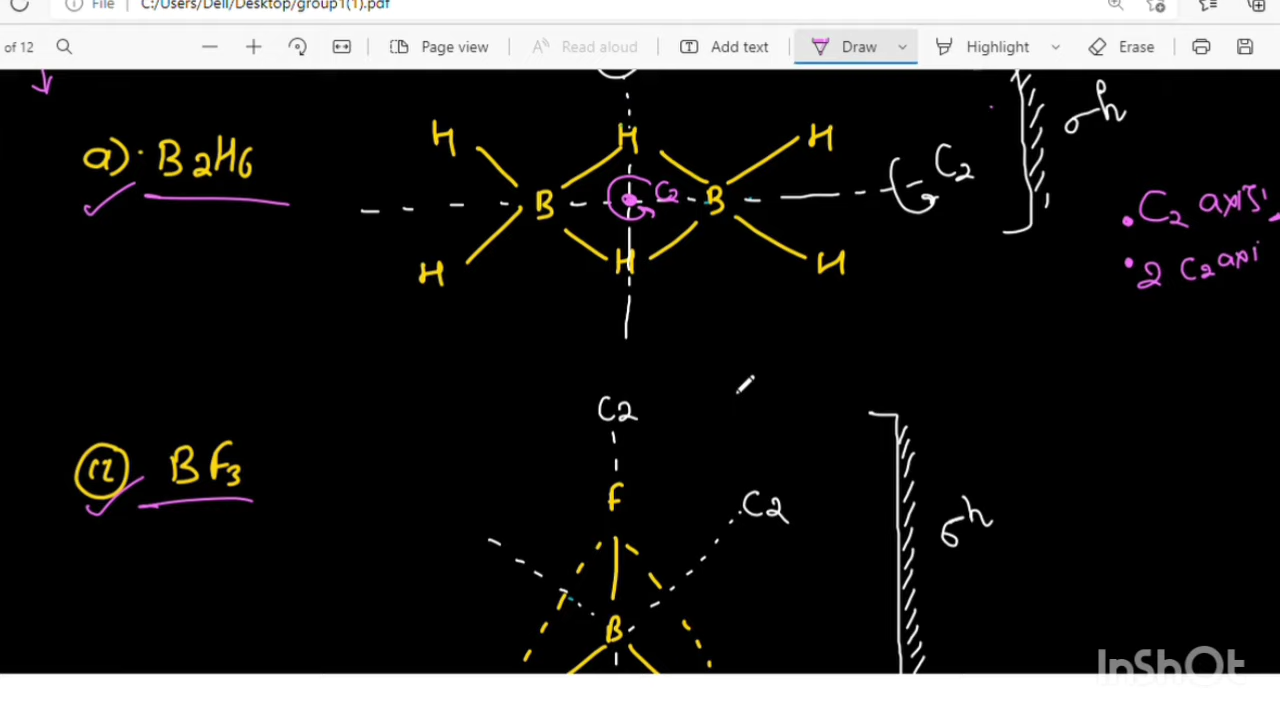 File C:/Users/Dell/Desktop/group1(1).pdf
of 12 Page view Read aloud Add text Draw Highlight Erase
σh
a). B2H6
H H H
C2
B C2 B
• C2 axis,
H H H
• 2 C2 axi
C2
BF3
F
C2
σh
B
InShOt